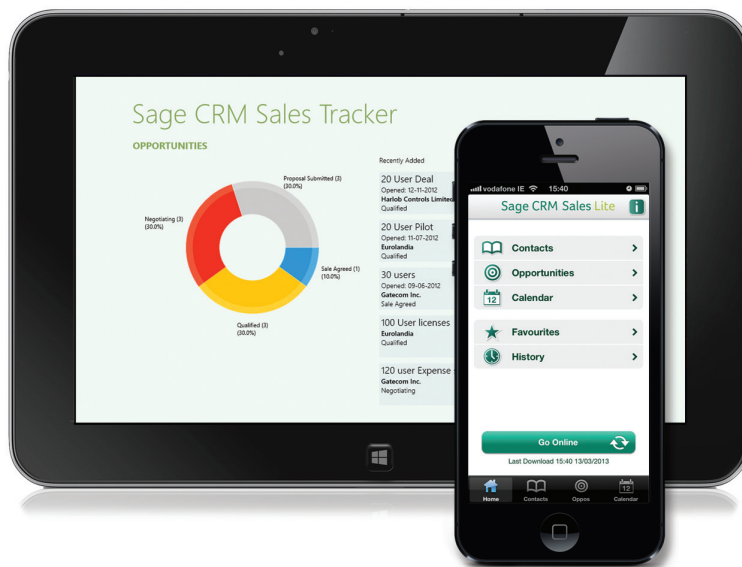 Sage CRM Sales Tracker
OPPORTUNITIES
Proposal Submitted (3)
(30.0%)
Negotiating (3)
(30.0%)
Sale Agreed (1)
(10.0%)
Qualified (3)
(30.0%)
Recently Added
20 User Deal
Opened: 12-11-2012
Harlob Controls Limited
Qualified
20 User Pilot
Opened: 11-07-2012
Eurolandia
Qualified
30 users
Opened: 09-06-2012
Gatecom Inc.
Sale Agreed
100 User licenses
Eurolandia
Qualified
120 user Expense
Gatecom Inc.
Negotiating
vodafone IE 15:40
Sage CRM Sales Lite i
Contacts
Opportunities
12 Calendar
Favourites
History
Go Online
Last Download 15:40 13/03/2013
12
Home Contacts Oppos Calendar